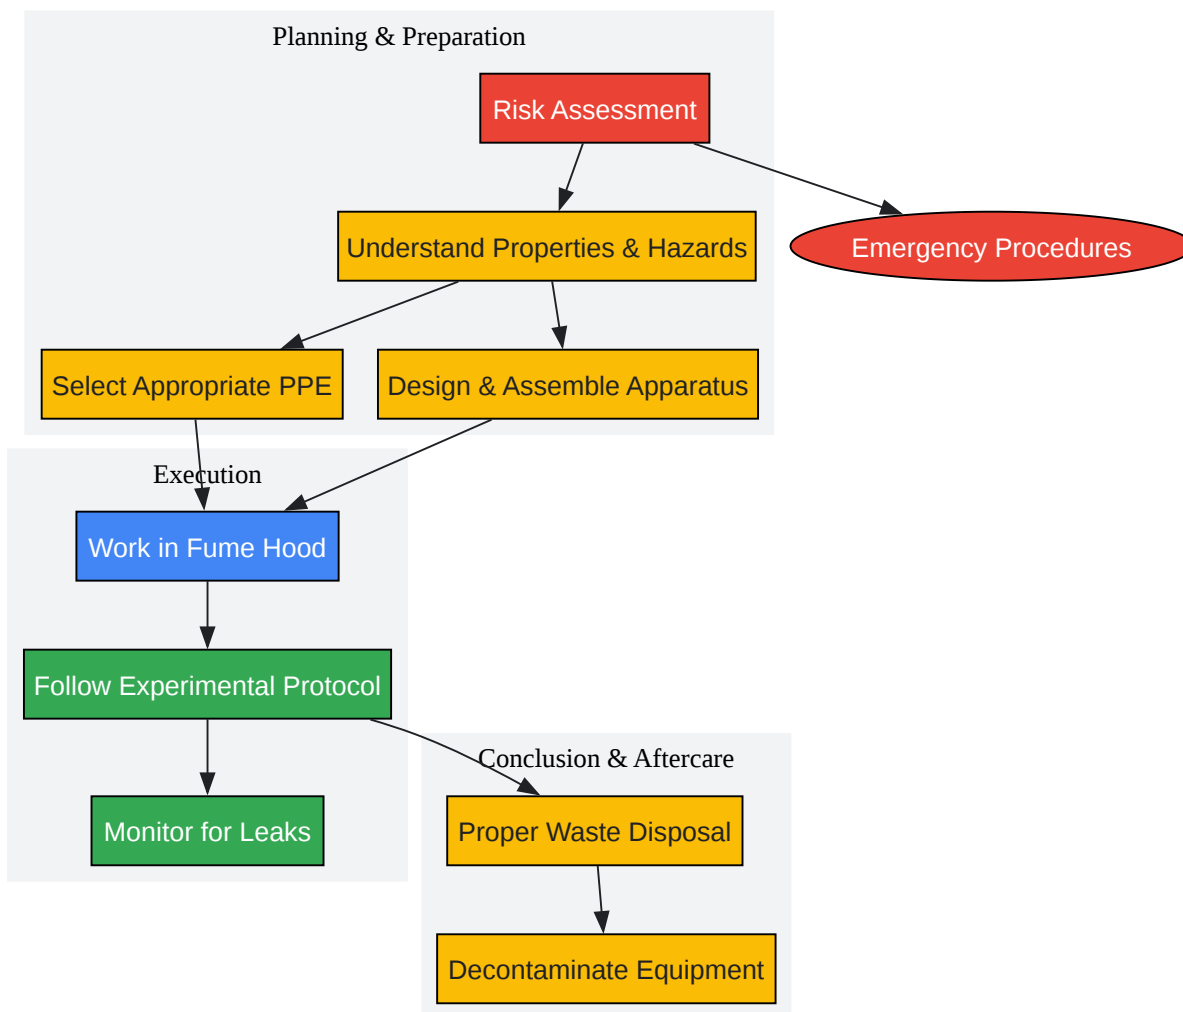 Planning & Preparation
Risk Assessment
Understand Properties & Hazards
Emergency Procedures
Select Appropriate PPE
Design & Assemble Apparatus
Execution
Work in Fume Hood
Follow Experimental Protocol
Conclusion & Aftercare
Monitor for Leaks
Proper Waste Disposal
Decontaminate Equipment